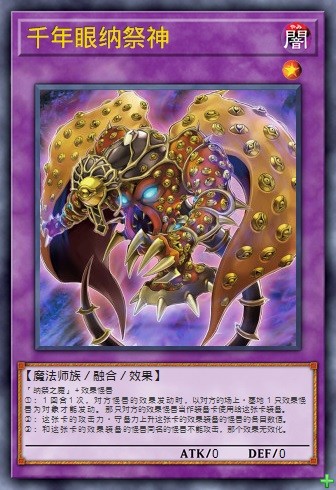 千年眼纳祭神
闇
【魔法师族／融合／效果】
「纳祭之魔」＋效果怪兽
①：1回合1次，对方怪兽的效果发动时，以对方的场上·墓地1只效果怪
兽为对象才能发动。那只对方的效果怪兽当作装备卡使用给这张卡装备。
②：这张卡的攻击力·守备力上升这张卡的效果装备的怪兽的各自数值。
③：和这张卡的效果装备的怪兽同名的怪兽不能攻击，那个效果无效化。
ATK/0 DEF/0